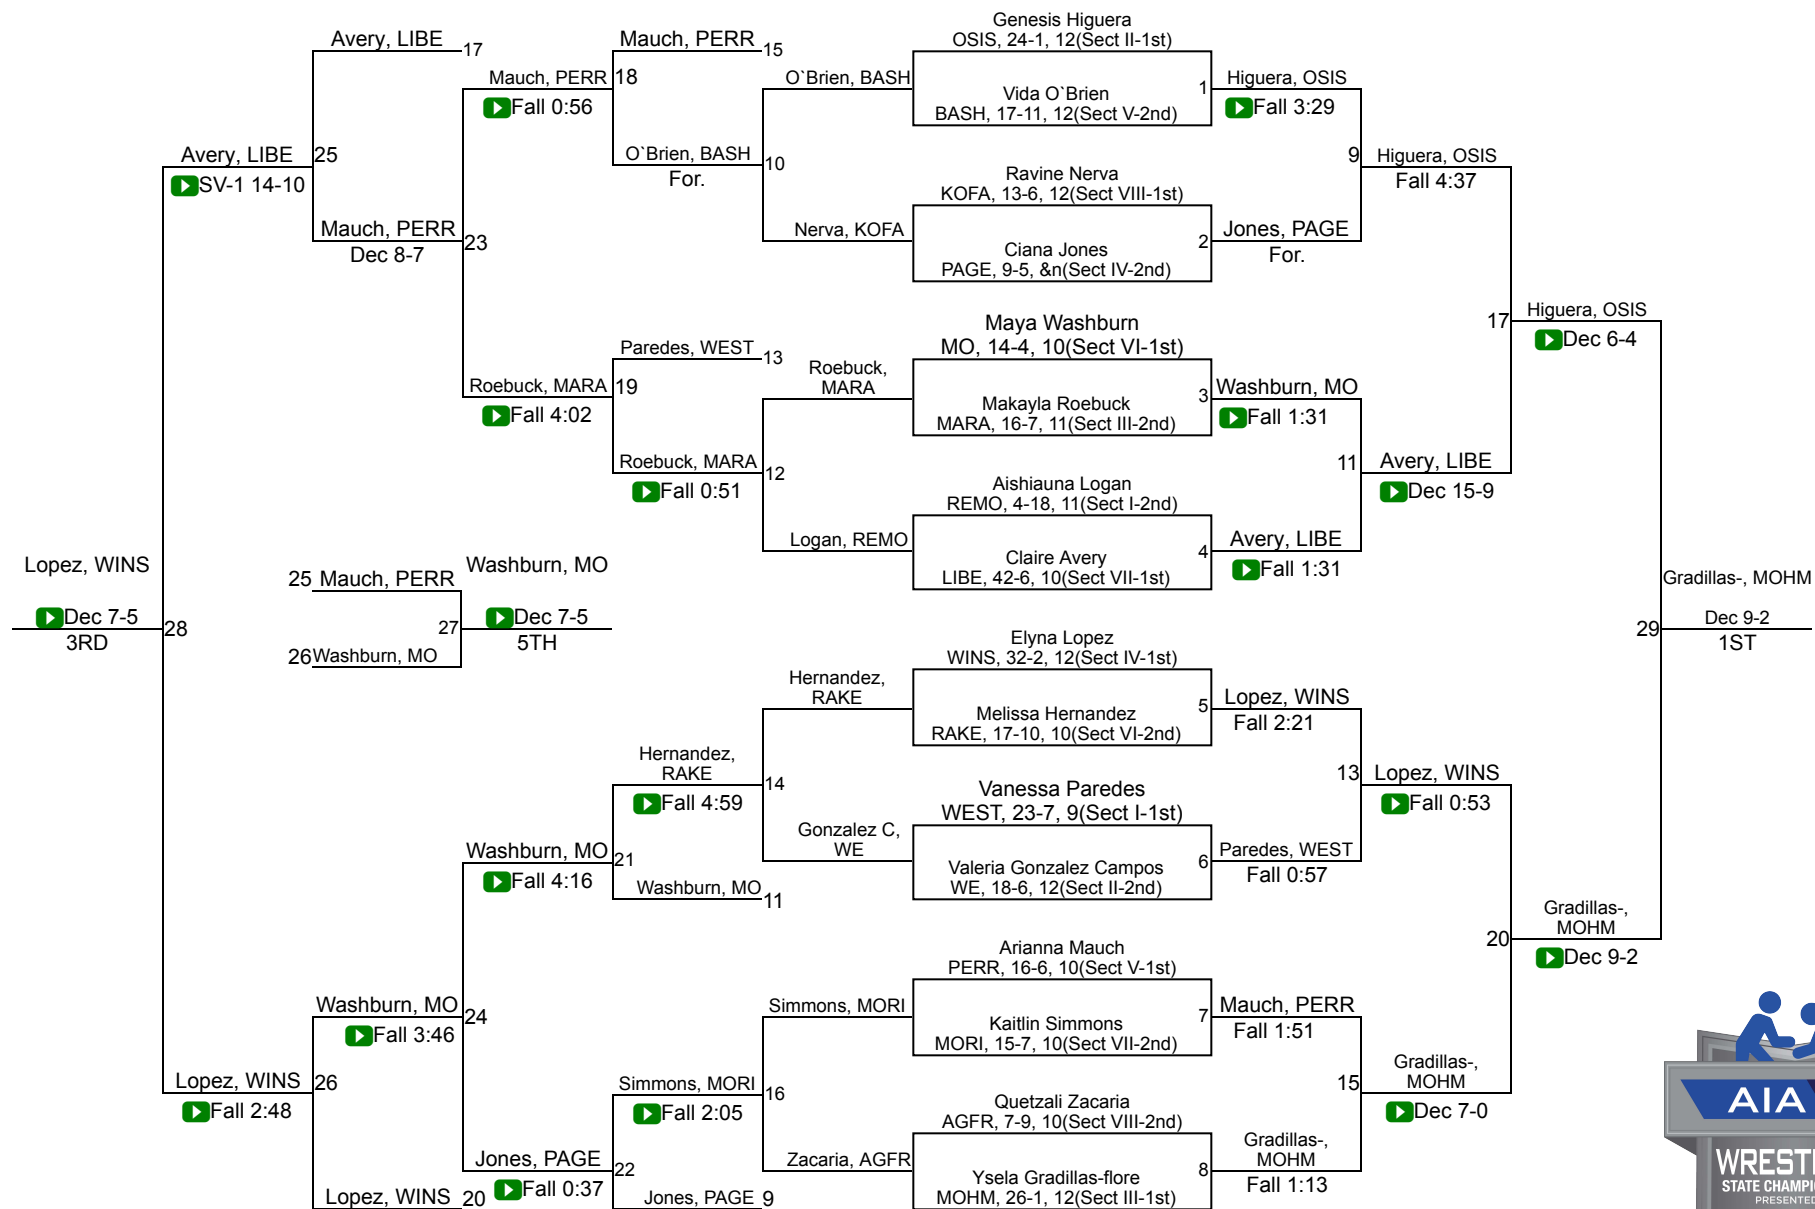 Genesis Higuera
OSIS, 24-1, 12(Sect II-1st)
Avery, LIBE
17
Mauch, PERR
15
Mauch, PERR
18
Fall 0:56
O`Brien, BASH
Vida O`Brien
BASH, 17-11, 12(Sect V-2nd)
1
Higuera, OSIS
Fall 3:29
Avery, LIBE
25
SV-1 14-10
O`Brien, BASH
10
For.
9
Higuera, OSIS
Fall 4:37
Ravine Nerva
KOFA, 13-6, 12(Sect VIII-1st)
Mauch, PERR
23
Dec 8-7
Nerva, KOFA
Ciana Jones
PAGE, 9-5, &n(Sect IV-2nd)
2
Jones, PAGE
For.
17
Higuera, OSIS
Dec 6-4
Maya Washburn
MO, 14-4, 10(Sect VI-1st)
Paredes, WEST
13
Roebuck, MARA
19
Fall 4:02
Roebuck,
MARA
Makayla Roebuck
MARA, 16-7, 11(Sect III-2nd)
3
Washburn, MO
Fall 1:31
Roebuck, MARA
12
Fall 0:51
11
Avery, LIBE
Dec 15-9
Aishiauna Logan
REMO, 4-18, 11(Sect I-2nd)
Logan, REMO
Claire Avery
LIBE, 42-6, 10(Sect VII-1st)
4
Avery, LIBE
Fall 1:31
Lopez, WINS
Dec 7-5
3RD
28
25
Mauch, PERR
27
26
Washburn, MO
Washburn, MO
Dec 7-5
5TH
Gradillas-, MOHM
29
Dec 9-2
1ST
Elyna Lopez
WINS, 32-2, 12(Sect IV-1st)
Hernandez,
RAKE
Melissa Hernandez
RAKE, 17-10, 10(Sect VI-2nd)
5
Lopez, WINS
Fall 2:21
Hernandez,
RAKE
14
Fall 4:59
13
Lopez, WINS
Fall 0:53
Vanessa Paredes
WEST, 23-7, 9(Sect I-1st)
Gonzalez C,
WE
Valeria Gonzalez Campos
WE, 18-6, 12(Sect II-2nd)
6
Paredes, WEST
Fall 0:57
Washburn, MO
21
Fall 4:16
Washburn, MO
11
20
Gradillas-,
MOHM
Dec 9-2
Arianna Mauch
PERR, 16-6, 10(Sect V-1st)
Washburn, MO
24
Fall 3:46
Simmons, MORI
Kaitlin Simmons
MORI, 15-7, 10(Sect VII-2nd)
7
Mauch, PERR
Fall 1:51
Lopez, WINS
26
Fall 2:48
Simmons, MORI
16
Fall 2:05
15
Gradillas-,
MOHM
Dec 7-0
Quetzali Zacaria
AGFR, 7-9, 10(Sect VIII-2nd)
Jones, PAGE
22
Fall 0:37
Zacaria, AGFR
Ysela Gradillas-flore
MOHM, 26-1, 12(Sect III-1st)
8
Gradillas-,
MOHM
Fall 1:13
Lopez, WINS
20
Jones, PAGE
9
AIA